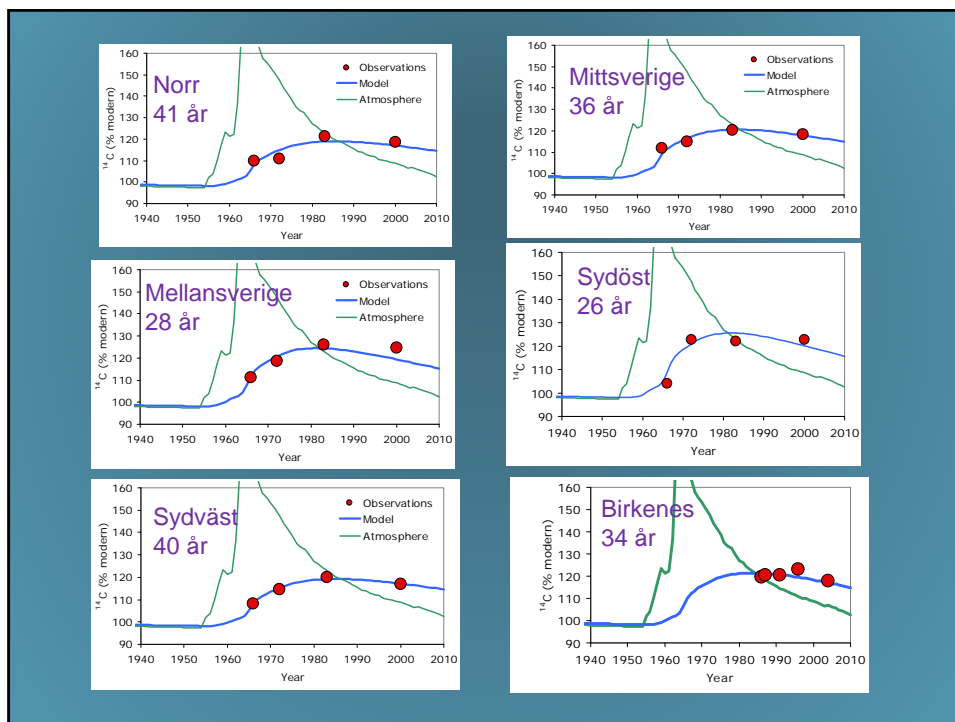 Norr
41 år
Observations
Model
Atmosphere
¹⁴C (% modern)
160
150
140
130
120
110
100
90
1940 1950 1960 1970 1980 1990 2000 2010
Year
Mittsverige
36 år
Observations
Model
Atmosphere
¹⁴C (% modern)
160
150
140
130
120
110
100
90
1940 1950 1960 1970 1980 1990 2000 2010
Year
Mellansverige
28 år
Observations
Model
Atmosphere
¹⁴C (% modern)
160
150
140
130
120
110
100
90
1940 1950 1960 1970 1980 1990 2000 2010
Year
Sydöst
26 år
Observations
Model
Atmosphere
¹⁴C (% modern)
160
150
140
130
120
110
100
90
1940 1950 1960 1970 1980 1990 2000 2010
Year
Sydväst
40 år
Observations
Model
Atmosphere
¹⁴C (% modern)
160
150
140
130
120
110
100
90
1940 1950 1960 1970 1980 1990 2000 2010
Year
Birkenes
34 år
¹⁴C (% modern)
160
150
140
130
120
110
100
90
1940 1950 1960 1970 1980 1990 2000 2010
Year